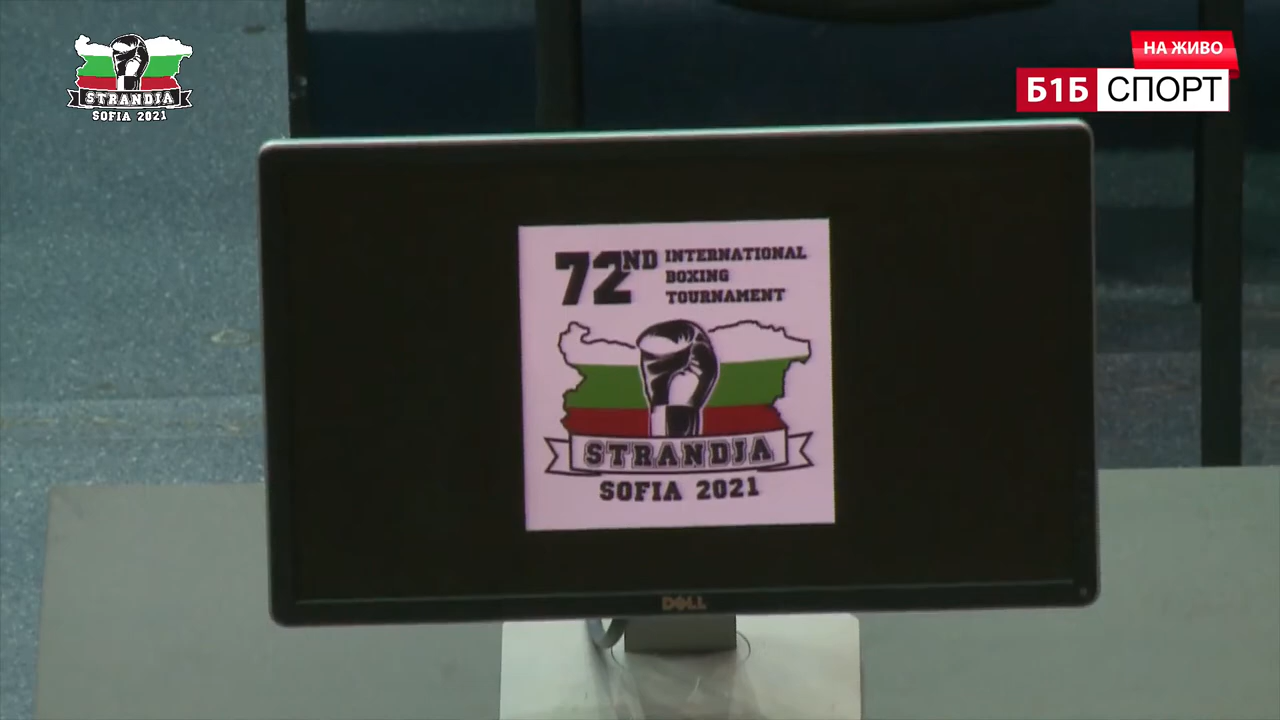 STRANDJA
SOFIA 2021
НА ЖИВО
Б1Б СПОРТ
72ND INTERNATIONAL
BOXING
TOURNAMENT
STRANDJA
SOFIA 2021
DELL